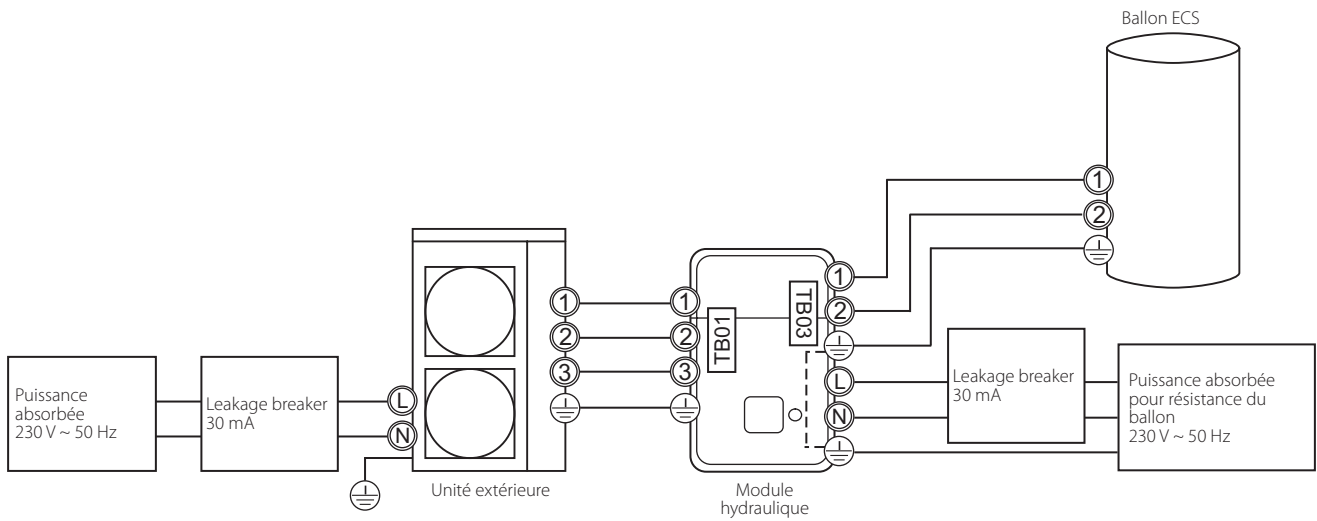 Ballon ECS
1
2
1
2
3
1
2
3
TB01
TB03
1
2
L
N
L
N
Puissance
absorbée
230 V ~ 50 Hz
Leakage breaker
30 mA
Leakage breaker
30 mA
Puissance absorbée
pour résistance du
ballon
230 V ~ 50 Hz
Unité extérieure
Module
hydraulique